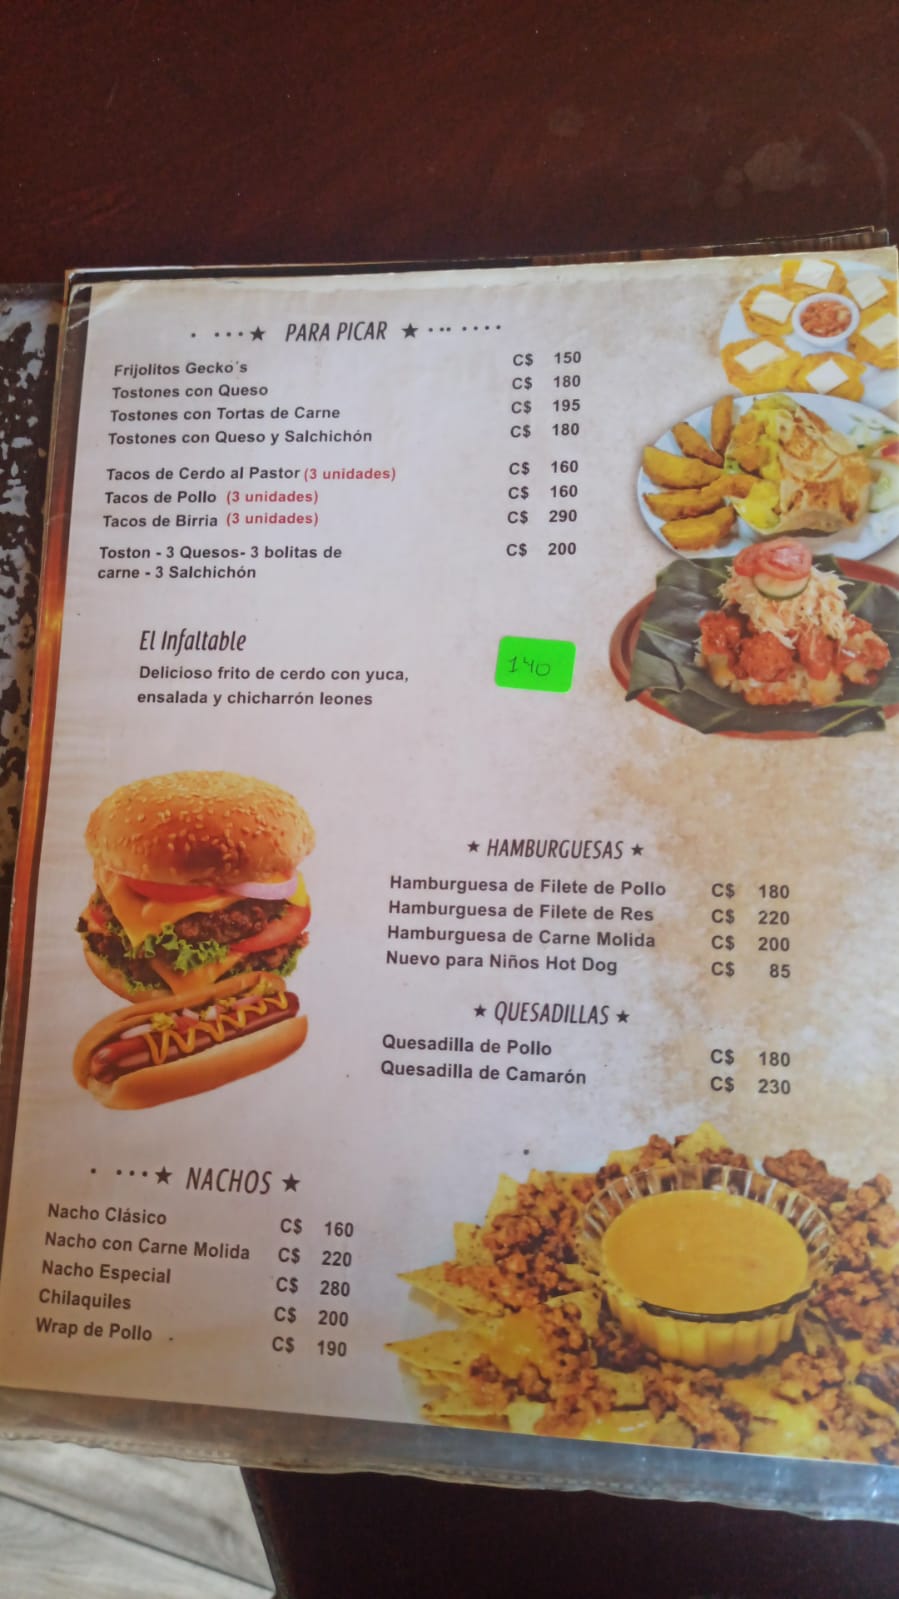 PARA PICAR
Frijolitos Gecko's C$ 150
Tostones con Queso C$ 180
Tostones con Tortas de Carne C$ 195
Tostones con Queso y Salchichón C$ 180
Tacos de Cerdo al Pastor (3 unidades) C$ 160
Tacos de Pollo (3 unidades) C$ 160
Tacos de Birria (3 unidades) C$ 290
Toston - 3 Quesos- 3 bolitas de C$ 200
carne - 3 Salchichón
El Infaltable
Delicioso frito de cerdo con yuca, 140
ensalada y chicharrón leones
HAMBURGUESAS
Hamburguesa de Filete de Pollo C$ 180
Hamburguesa de Filete de Res C$ 220
Hamburguesa de Carne Molida C$ 200
Nuevo para Niños Hot Dog C$ 85
QUESADILLAS
Quesadilla de Pollo C$ 180
Quesadilla de Camarón C$ 230
NACHOS
Nacho Clásico C$ 160
Nacho con Carne Molida C$ 220
Nacho Especial C$ 280
Chilaquiles C$ 200
Wrap de Pollo C$ 190